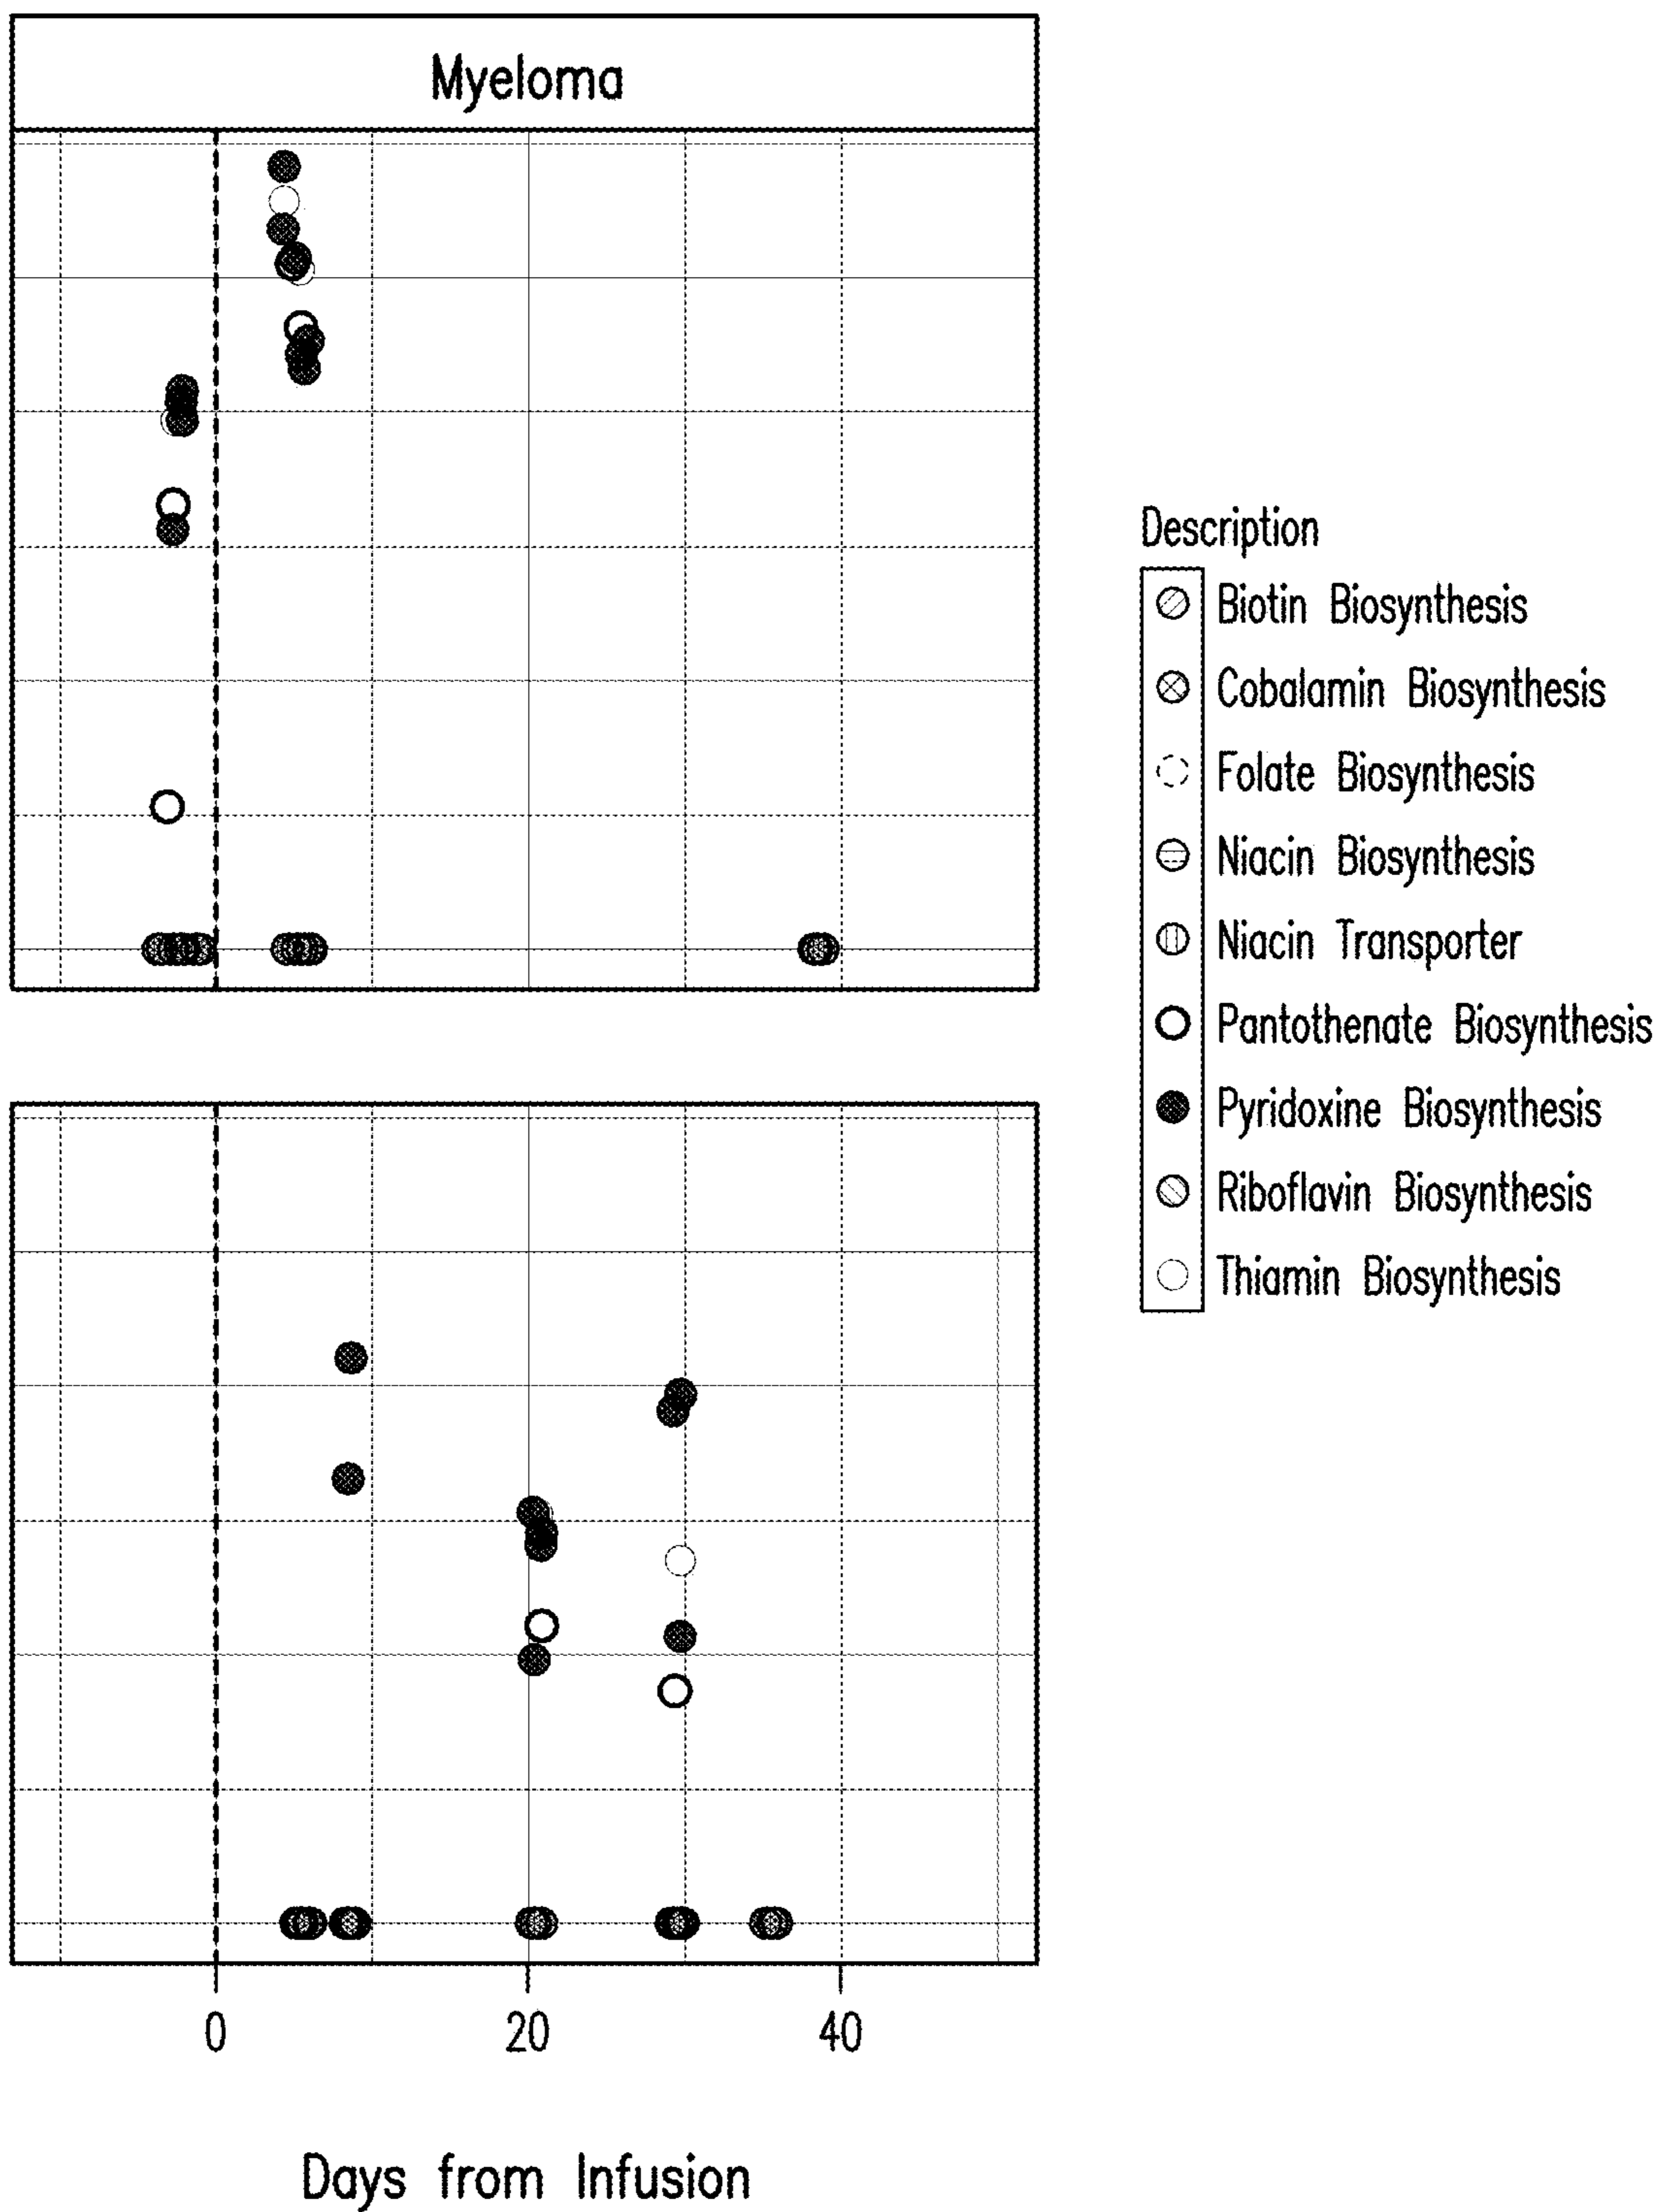 Myeloma
Description
Biotin Biosynthesis
Cobalamin Biosynthesis
Folate Biosynthesis
Niacin Biosynthesis
Niacin Transporter
Pantothenate Biosynthesis
Pyridoxine Biosynthesis
Riboflavin Biosynthesis
Thiamin Biosynthesis
0 20 40
Days from Infusion